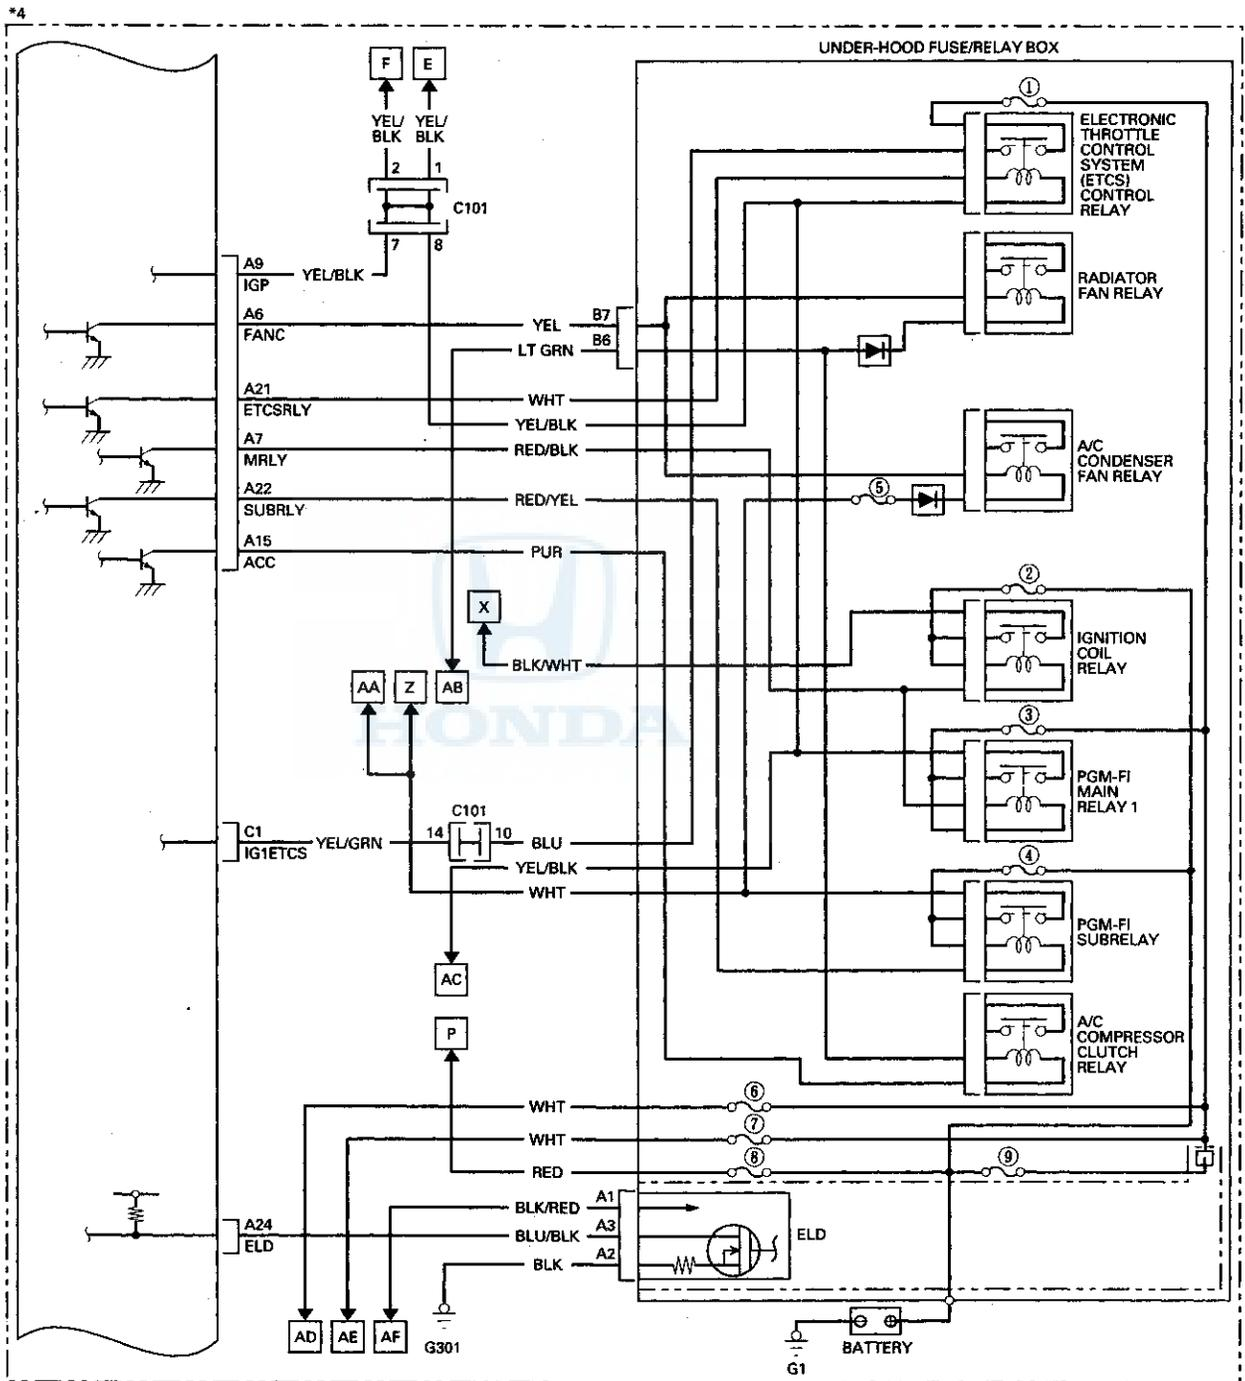 *4
UNDER-HOOD FUSE/RELAY BOX
F
E
YEL/
BLK
YEL/
BLK
2
1
C101
7
8
A9
IGP
YEL/BLK
A6
FANC
YEL
B7
LT GRN
B6
A21
ETCSRLY
WHT
YEL/BLK
A7
MRLY
RED/BLK
A22
SUBRLY
RED/YEL
A15
ACC
PUR
1
ELECTRONIC
THROTTLE
CONTROL
SYSTEM
(ETCS)
CONTROL
RELAY
RADIATOR
FAN RELAY
A/C
CONDENSER
FAN RELAY
5
X
BLK/WHT
2
IGNITION
COIL
RELAY
AA
Z
AB
HONDA
3
PGM-FI
MAIN
RELAY 1
C1
IG1ETCS
YEL/GRN
14
C101
10
BLU
YEL/BLK
WHT
4
PGM-FI
SUBRELAY
AC
P
A/C
COMPRESSOR
CLUTCH
RELAY
WHT
6
WHT
7
RED
8
9
BLK/RED
A1
A24
ELD
BLU/BLK
A3
ELD
BLK
A2
AD
AE
AF
G301
G1
BATTERY